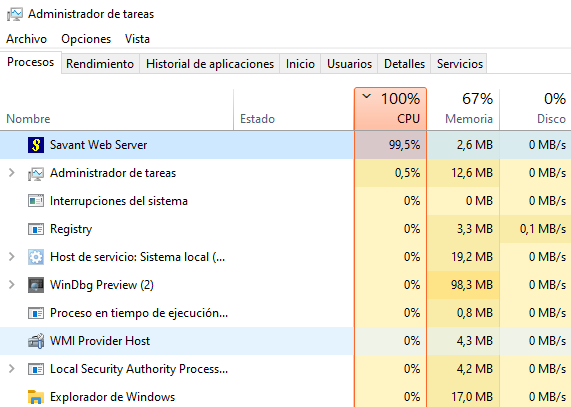 Administrador de tareas
Archivo Opciones Vista
Procesos Rendimiento Historial de aplicaciones Inicio Usuarios Detalles Servicios
100% 67% 0%
Nombre Estado CPU Memoria Disco
S Savant Web Server 99,5% 2,6 MB 0 MB/s
Administrador de tareas 0,5% 12,6 MB 0 MB/s
Interrupciones del sistema 0% 0 MB 0 MB/s
Registry 0% 3,3 MB 0,1 MB/s
Host de servicio: Sistema local (... 0% 19,2 MB 0 MB/s
WinDbg Preview (2) 0% 98,3 MB 0 MB/s
Proceso en tiempo de ejecución... 0% 0,8 MB 0 MB/s
WMI Provider Host 0% 4,3 MB 0 MB/s
Local Security Authority Process... 0% 4,2 MB 0 MB/s
Explorador de Windows 0% 17,0 MB 0 MB/s